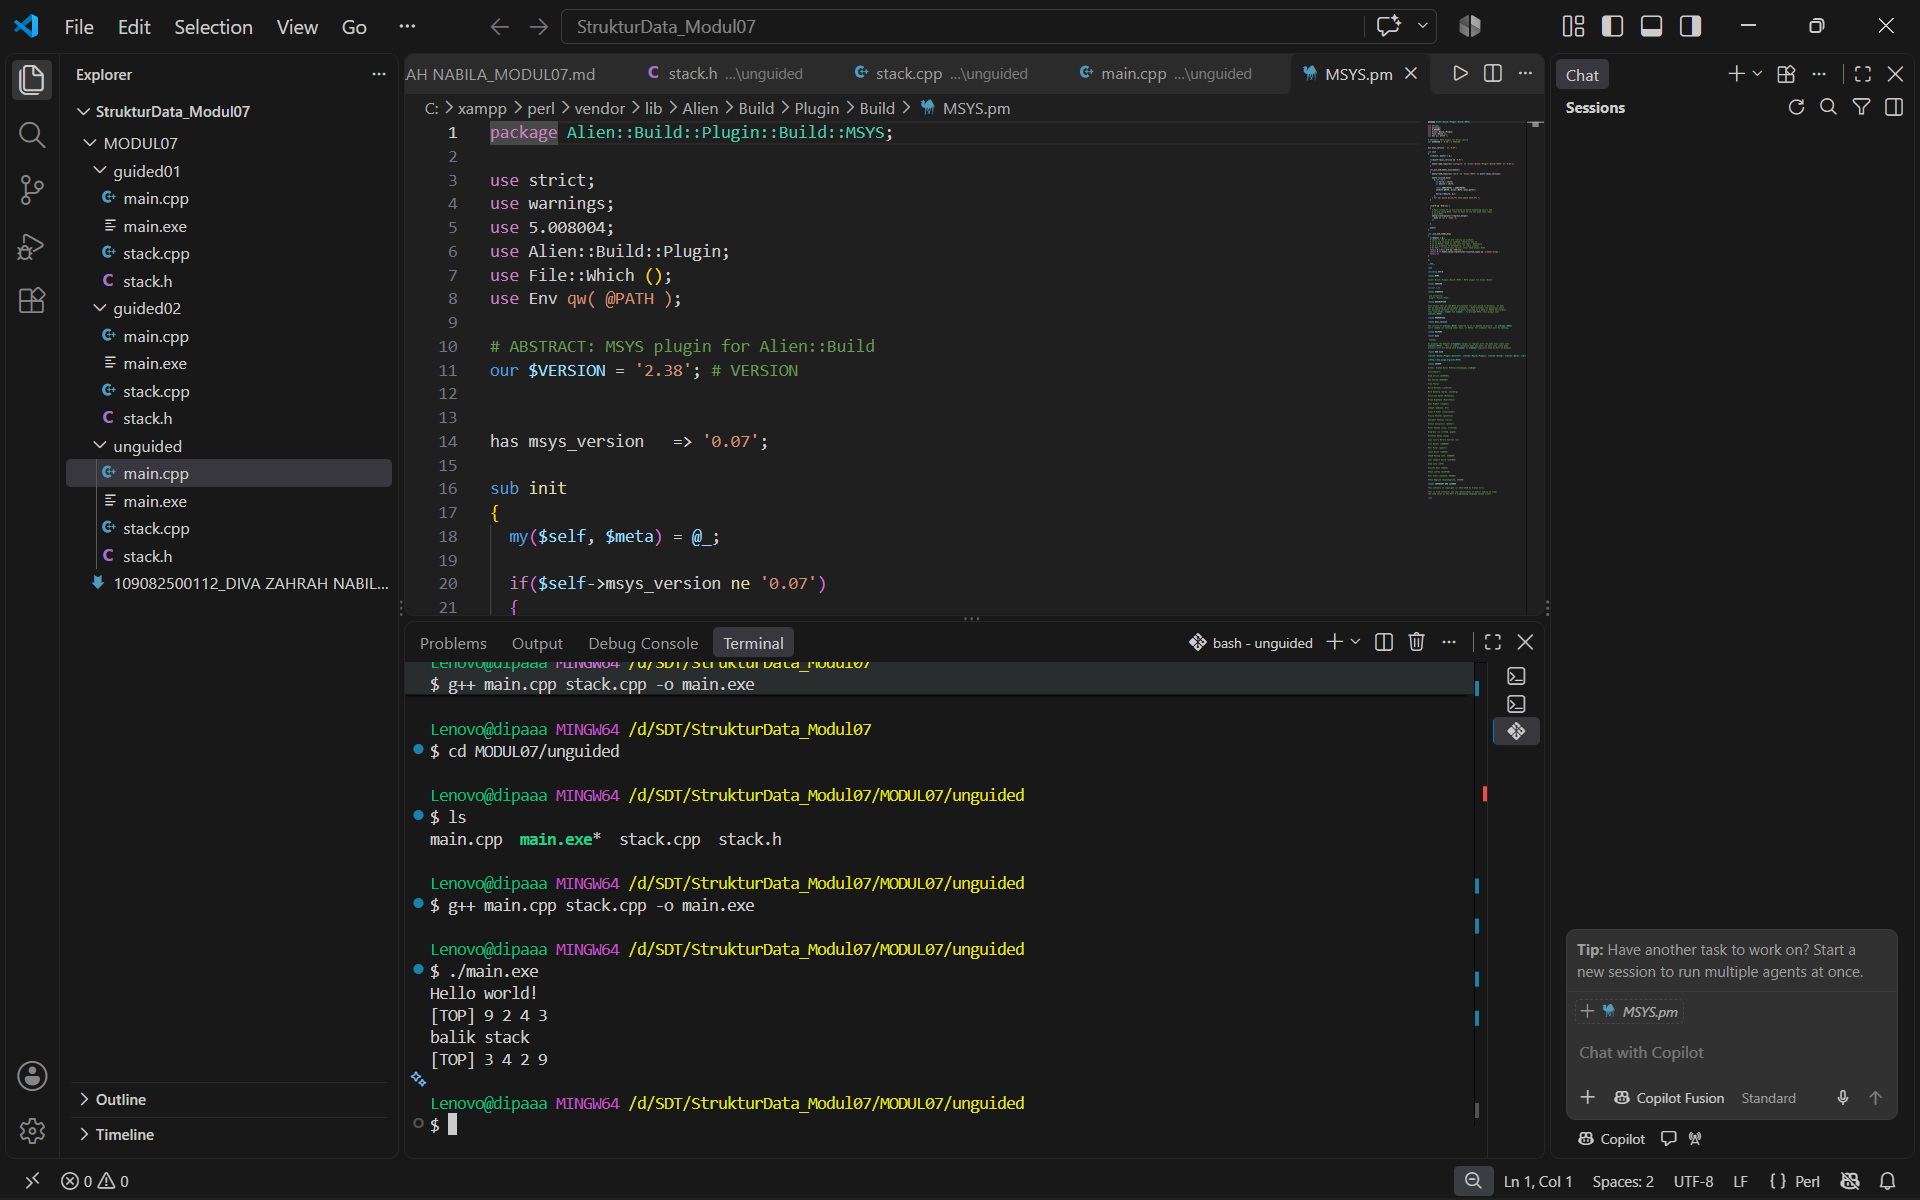 File Edit Selection View Go
StrukturData_Modul07
Explorer
StrukturData_Modul07
MODUL07
guided01
main.cpp
main.exe
stack.cpp
stack.h
guided02
main.cpp
main.exe
stack.cpp
stack.h
unguided
main.cpp
main.exe
stack.cpp
stack.h
109082500112_DIVA ZAHRAH NABIL...
Outline
Timeline
AH NABILA_MODUL07.md
stack.h ...\unguided
stack.cpp ...\unguided
main.cpp ...\unguided
MSYS.pm
C: > xampp > perl > vendor > lib > Alien > Build > Plugin > Build > MSYS.pm
1 package Alien::Build::Plugin::Build::MSYS;
2
3 use strict;
4 use warnings;
5 use 5.008004;
6 use Alien::Build::Plugin;
7 use File::Which ();
8 use Env qw( @PATH );
9
10 # ABSTRACT: MSYS plugin for Alien::Build
11 our $VERSION = '2.38'; # VERSION
12
13
14 has msys_version => '0.07';
15
16 sub init
17 {
18 my($self, $meta) = @_;
19
20 if($self->msys_version ne '0.07')
21 {
Problems Output Debug Console Terminal
bash - unguided
Lenovo@dipaaa MINGW64 /d/SDT/StrukturData_Modul07
$ g++ main.cpp stack.cpp -o main.exe
Lenovo@dipaaa MINGW64 /d/SDT/StrukturData_Modul07
$ cd MODUL07/unguided
Lenovo@dipaaa MINGW64 /d/SDT/StrukturData_Modul07/MODUL07/unguided
$ ls
main.cpp main.exe* stack.cpp stack.h
Lenovo@dipaaa MINGW64 /d/SDT/StrukturData_Modul07/MODUL07/unguided
$ g++ main.cpp stack.cpp -o main.exe
Lenovo@dipaaa MINGW64 /d/SDT/StrukturData_Modul07/MODUL07/unguided
$ ./main.exe
Hello world!
[TOP] 9 2 4 3
balik stack
[TOP] 3 4 2 9
Lenovo@dipaaa MINGW64 /d/SDT/StrukturData_Modul07/MODUL07/unguided
$
Chat
Sessions
Tip: Have another task to work on? Start a
new session to run multiple agents at once.
MSYS.pm
Chat with Copilot
Copilot Fusion Standard
Copilot
0 0
Ln 1, Col 1 Spaces: 2 UTF-8 LF { } Perl